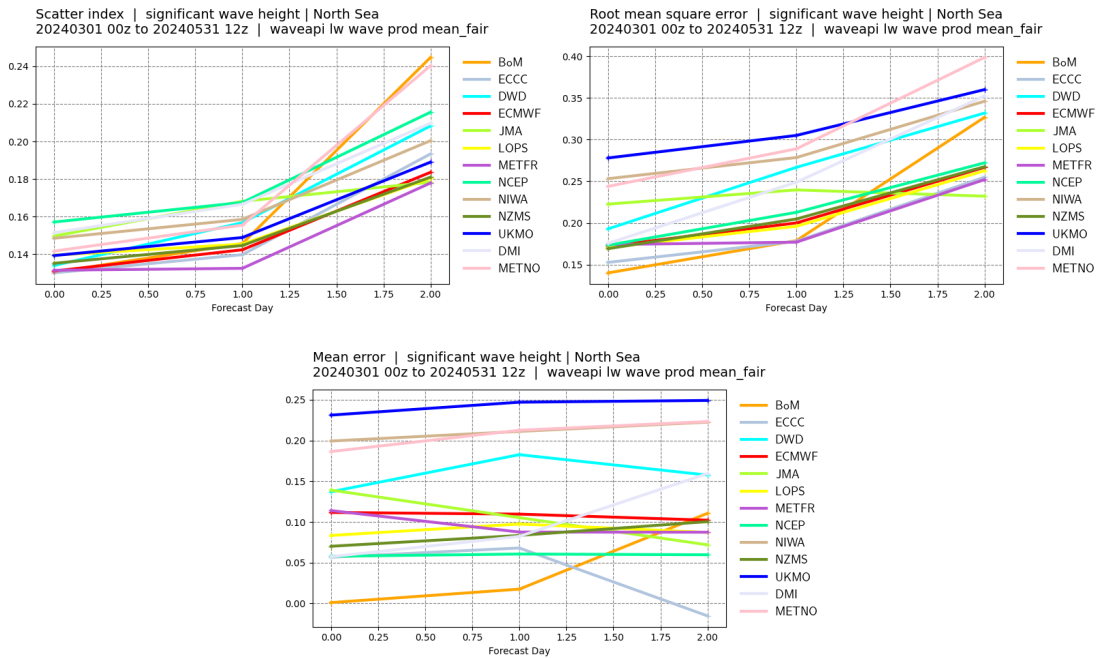 Scatter index | significant wave height | North Sea
20240301 00z to 20240531 12z | waveapi lw wave prod mean_fair
0.24
0.22
0.20
0.18
0.16
0.14
0.00 0.25 0.50 0.75 1.00 1.25 1.50 1.75 2.00
Forecast Day
BoM
ECCC
DWD
ECMWF
JMA
LOPS
METFR
NCEP
NIWA
NZMS
UKMO
DMI
METNO
Root mean square error | significant wave height | North Sea
20240301 00z to 20240531 12z | waveapi lw wave prod mean_fair
0.40
0.35
0.30
0.25
0.20
0.15
0.00 0.25 0.50 0.75 1.00 1.25 1.50 1.75 2.00
Forecast Day
BoM
ECCC
DWD
ECMWF
JMA
LOPS
METFR
NCEP
NIWA
NZMS
UKMO
DMI
METNO
Mean error | significant wave height | North Sea
20240301 00z to 20240531 12z | waveapi lw wave prod mean_fair
0.25
0.20
0.15
0.10
0.05
0.00
0.00 0.25 0.50 0.75 1.00 1.25 1.50 1.75 2.00
Forecast Day
BoM
ECCC
DWD
ECMWF
JMA
LOPS
METFR
NCEP
NIWA
NZMS
UKMO
DMI
METNO